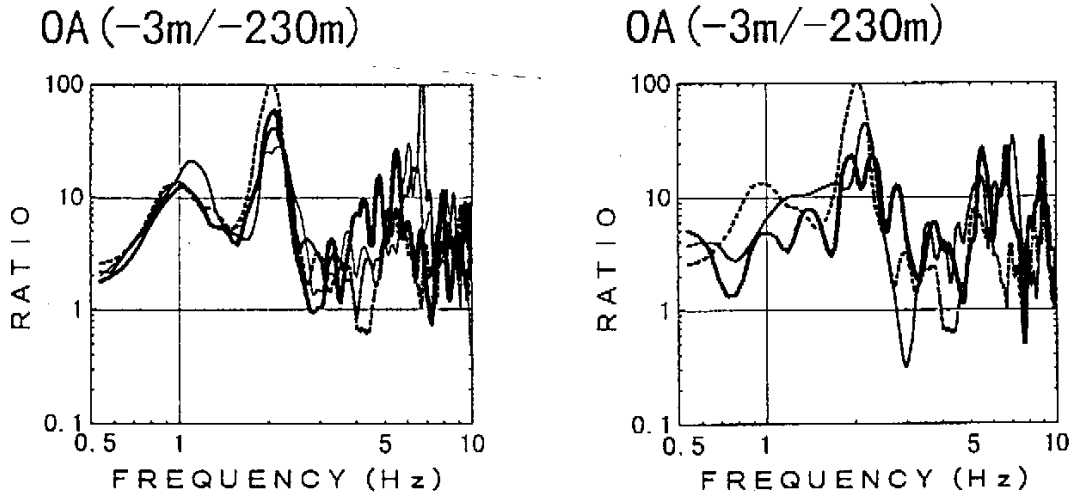 OA (-3m/-230m)
100
10
1
0.1
RATIO
0.5 1 5 10
FREQUENCY (Hz)
OA (-3m/-230m)
100
10
1
0.1
RATIO
0.5 1 5 10
FREQUENCY (Hz)